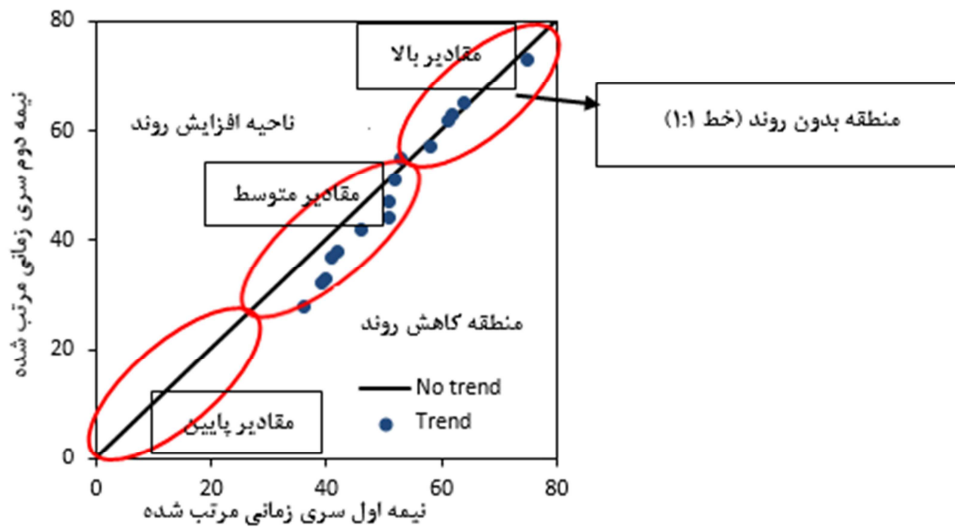 80
60
40
20
0
نیمه دوم سری زمانی مرتب شده
مقادیر بالا
ناحیه افزایش روند
منطقه بدون روند (خط 1:1)
مقادیر متوسط
منطقه کاهش روند
No trend
Trend
مقادیر پایین
0 20 40 60 80
نیمه اول سری زمانی مرتب شده